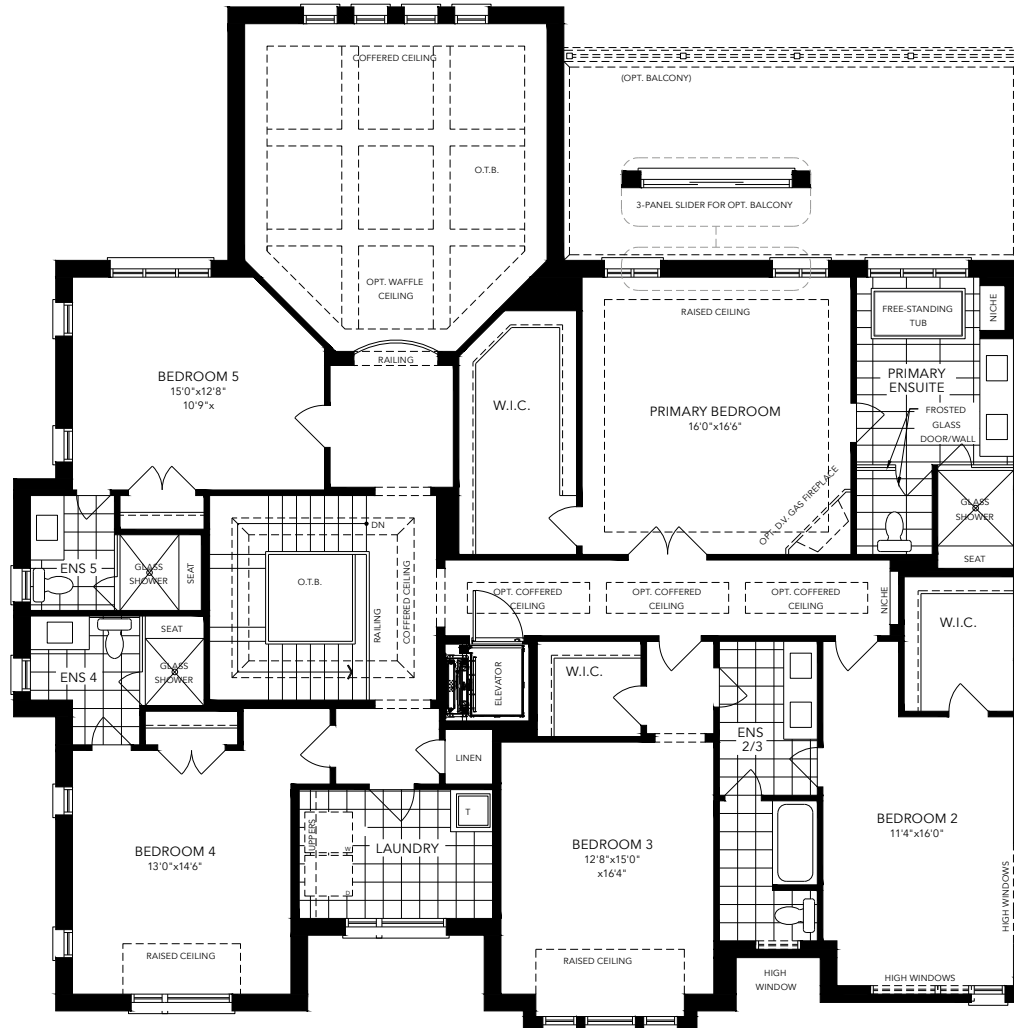 COFFERED CEILING
(OPT. BALCONY)
O.T.B.
3-PANEL SLIDER FOR OPT. BALCONY
OPT. WAFFLE
CEILING
RAISED CEILING
FREE-STANDING
TUB
NICHE
RAILING
BEDROOM 5
15'0"x12'8"
10'9"x
W.I.C.
PRIMARY BEDROOM
16'0"x16'6"
PRIMARY
ENSUITE
FROSTED
GLASS
DOOR/WALL
OPT. D.V. GAS FIREPLACE
GLASS
SHOWER
SEAT
DN
O.T.B.
RAILING
COFFERED CEILING
ENS 5
GLASS
SHOWER
SEAT
OPT. COFFERED
CEILING
OPT. COFFERED
CEILING
OPT. COFFERED
CEILING
NICHE
W.I.C.
SEAT
GLASS
SHOWER
ENS 4
ELEVATOR
W.I.C.
ENS
2/3
LINEN
T
W
D
LAUNDRY
BEDROOM 4
13'0"x14'6"
BEDROOM 3
12'8"x15'0"
x16'4"
BEDROOM 2
11'4"x16'0"
HIGH WINDOWS
RAISED CEILING
RAISED CEILING
HIGH
WINDOW
HIGH WINDOWS